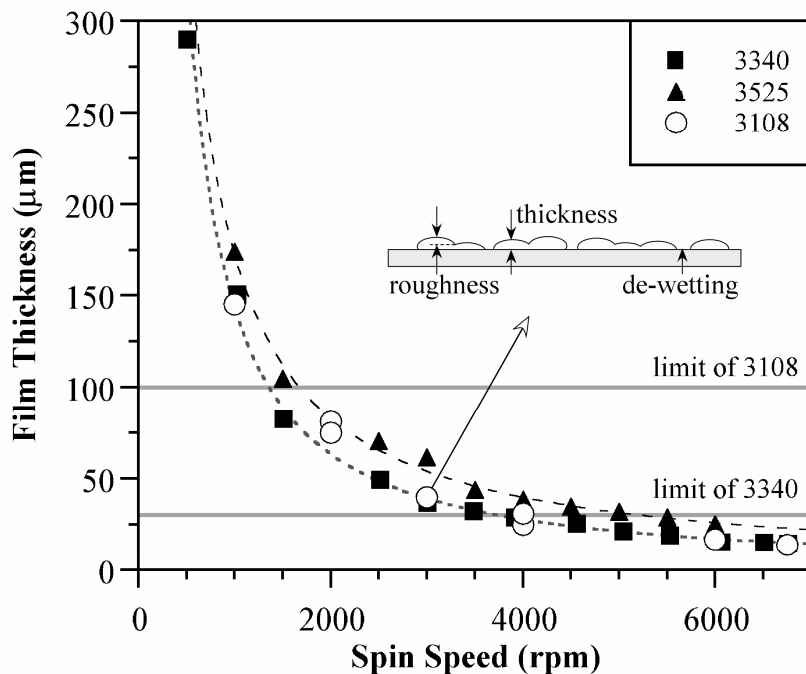 300
250
200
150
100
50
0
Film Thickness (μm)
3340
3525
3108
thickness
roughness
de-wetting
limit of 3108
limit of 3340
0
2000
4000
6000
Spin Speed (rpm)